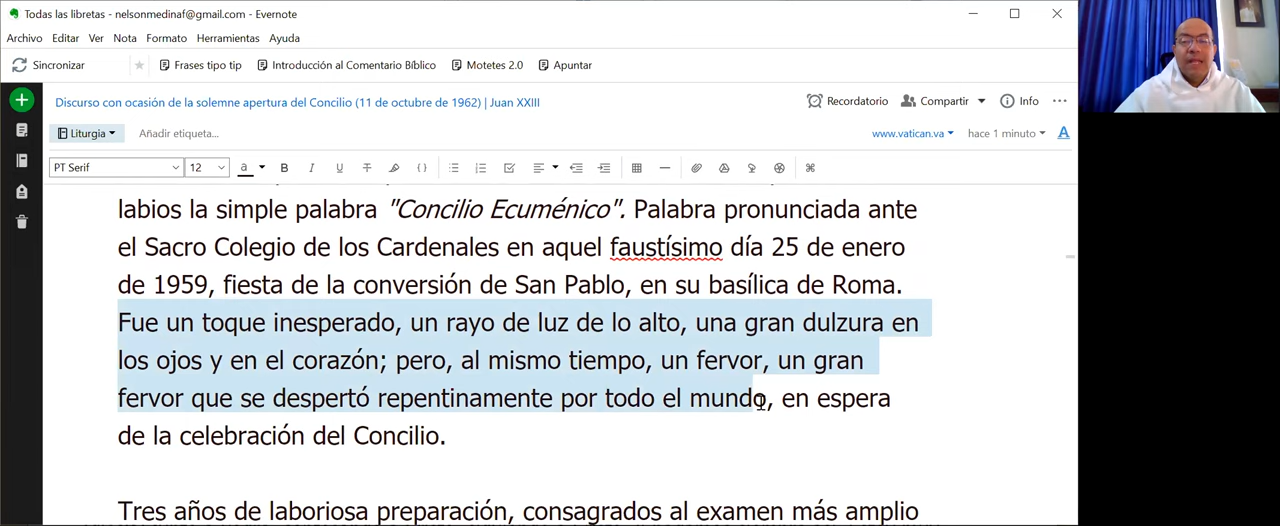 Todas las libretas - nelsonmedinaf@gmail.com - Evernote
Archivo Editar Ver Nota Formato Herramientas Ayuda
Sincronizar Frases tipo tip Introducción al Comentario Bíblico Motetes 2.0 Apuntar
Discurso con ocasión de la solemne apertura del Concilio (11 de octubre de 1962) | Juan XXIII Recordatorio Compartir Info
Liturgia Añadir etiqueta... www.vatican.va hace 1 minuto A
PT Serif 12 a B I T
labios la simple palabra "Concilio Ecuménico". Palabra pronunciada ante
el Sacro Colegio de los Cardenales en aquel faustísimo día 25 de enero
de 1959, fiesta de la conversión de San Pablo, en su basílica de Roma.
Fue un toque inesperado, un rayo de luz de lo alto, una gran dulzura en
los ojos y en el corazón; pero, al mismo tiempo, un fervor, un gran
fervor que se despertó repentinamente por todo el mundo, en espera
de la celebración del Concilio.
Tres años de laboriosa preparación, consagrados al examen más amplio